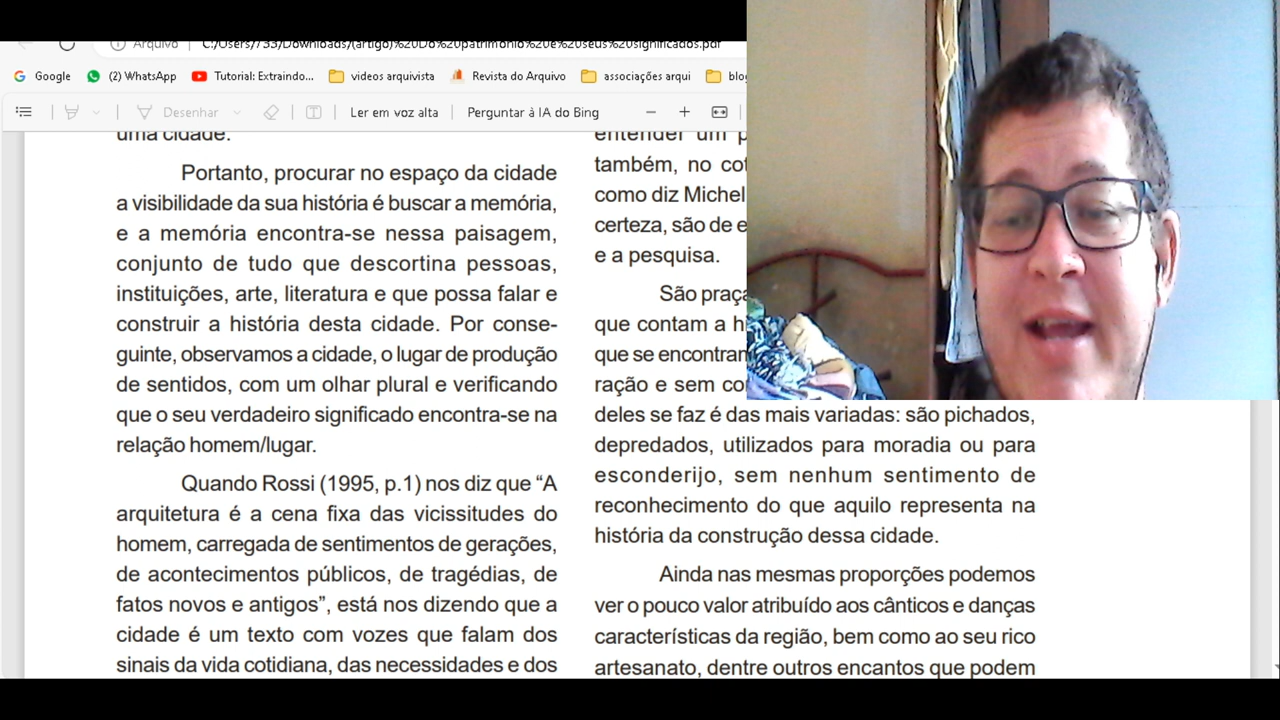 Arquivo | C:/Users/733/Downloads/(artigo)%20Do%20patrimonio%20e%20seus%20significados.pdf
Google (2) WhatsApp Tutorial: Extraindo... videos arquivista Revista do Arquivo associações arqui blog
Desenhar Ler em voz alta Perguntar à IA do Bing
uma cidade.
Portanto, procurar no espaço da cidade
a visibilidade da sua história é buscar a memória,
e a memória encontra-se nessa paisagem,
conjunto de tudo que descortina pessoas,
instituições, arte, literatura e que possa falar e
construir a história desta cidade. Por conse-
guinte, observamos a cidade, o lugar de produção
de sentidos, com um olhar plural e verificando
que o seu verdadeiro significado encontra-se na
relação homem/lugar.
Quando Rossi (1995, p.1) nos diz que “A
arquitetura é a cena fixa das vicissitudes do
homem, carregada de sentimentos de gerações,
de acontecimentos públicos, de tragédias, de
fatos novos e antigos”, está nos dizendo que a
cidade é um texto com vozes que falam dos
sinais da vida cotidiana, das necessidades e dos
entender um p
também, no cot
como diz Michel
certeza, são de e
e a pesquisa.
São praça
que contam a h
que se encontram
ração e sem co
deles se faz é das mais variadas: são pichados,
depredados, utilizados para moradia ou para
esconderijo, sem nenhum sentimento de
reconhecimento do que aquilo representa na
história da construção dessa cidade.
Ainda nas mesmas proporções podemos
ver o pouco valor atribuído aos cânticos e danças
características da região, bem como ao seu rico
artesanato, dentre outros encantos que podem